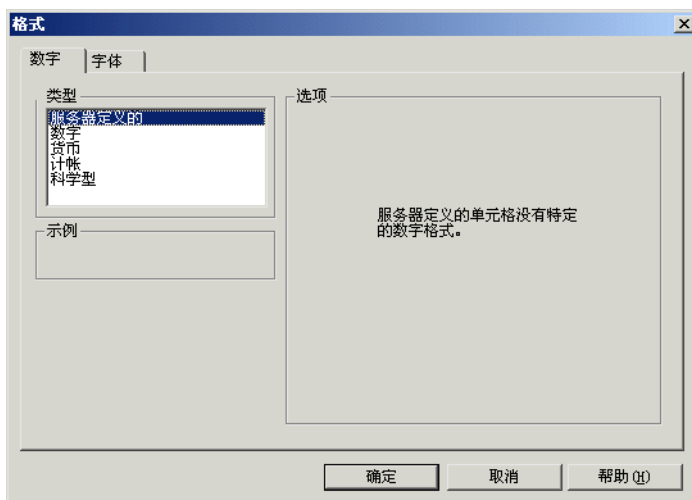 格式
数字
字体
类型
服务器定义的
数字
货币
计帐
科学型
示例
选项
服务器定义的单元格没有特定
的数字格式。
确定
取消
帮助(H)